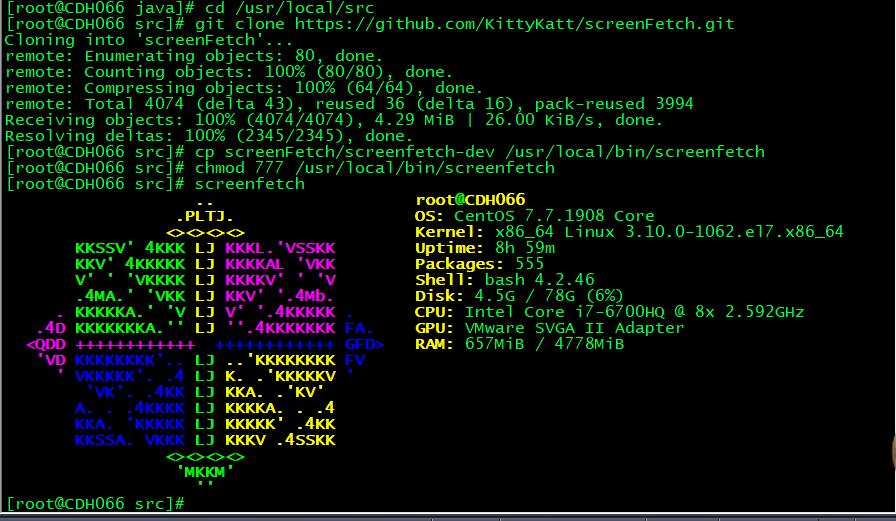 [root@CDH066 java]# cd /usr/local/src
[root@CDH066 src]# git clone https://github.com/KittyKatt/screenFetch.git
Cloning into 'screenFetch'...
remote: Enumerating objects: 80, done.
remote: Counting objects: 100% (80/80), done.
remote: Compressing objects: 100% (64/64), done.
remote: Total 4074 (delta 43), reused 36 (delta 16), pack-reused 3994
Receiving objects: 100% (4074/4074), 4.29 MiB | 26.00 KiB/s, done.
Resolving deltas: 100% (2345/2345), done.
[root@CDH066 src]# cp screenFetch/screenfetch-dev /usr/local/bin/screenfetch
[root@CDH066 src]# chmod 777 /usr/local/bin/screenfetch
[root@CDH066 src]# screenfetch
                   ..                    root@CDH066
                 .PLTJ.                  OS: CentOS 7.7.1908 Core
                <><><><>                 Kernel: x86_64 Linux 3.10.0-1062.el7.x86_64
       KKSSV' 4KKK LJ KKKL.'VSSKK        Uptime: 8h 59m
       KKV' 4KKKKK LJ KKKKAL 'VKK        Packages: 555
       V' ' 'VKKKK LJ KKKKV' ' 'V        Shell: bash 4.2.46
       .4MA.' 'VKK LJ KKV' '.4Mb.        Disk: 4.5G / 78G (6%)
     . KKKKKA.' 'V LJ V' '.4KKKKK .      CPU: Intel Core i7-6700HQ @ 8x 2.592GHz
   .4D KKKKKKKA.'' LJ ''.4KKKKKKK FA.    GPU: VMware SVGA II Adapter
  <QDD ++++++++++++  ++++++++++++ GFD>   RAM: 657MiB / 4778MiB
   'VD KKKKKKKK'.. LJ ..'KKKKKKKK FV
     ' VKKKKK'. .4 LJ K. .'KKKKKV '
        'VK'. .4KK LJ KKA. .'KV'
       A. . .4KKKK LJ KKKKA. . .4
       KKA. 'KKKKK LJ KKKKK' .4KK
       KKSSA. VKKK LJ KKKV .4SSKK
                <><><><>
                 'MKKM'
                   ''
[root@CDH066 src]#